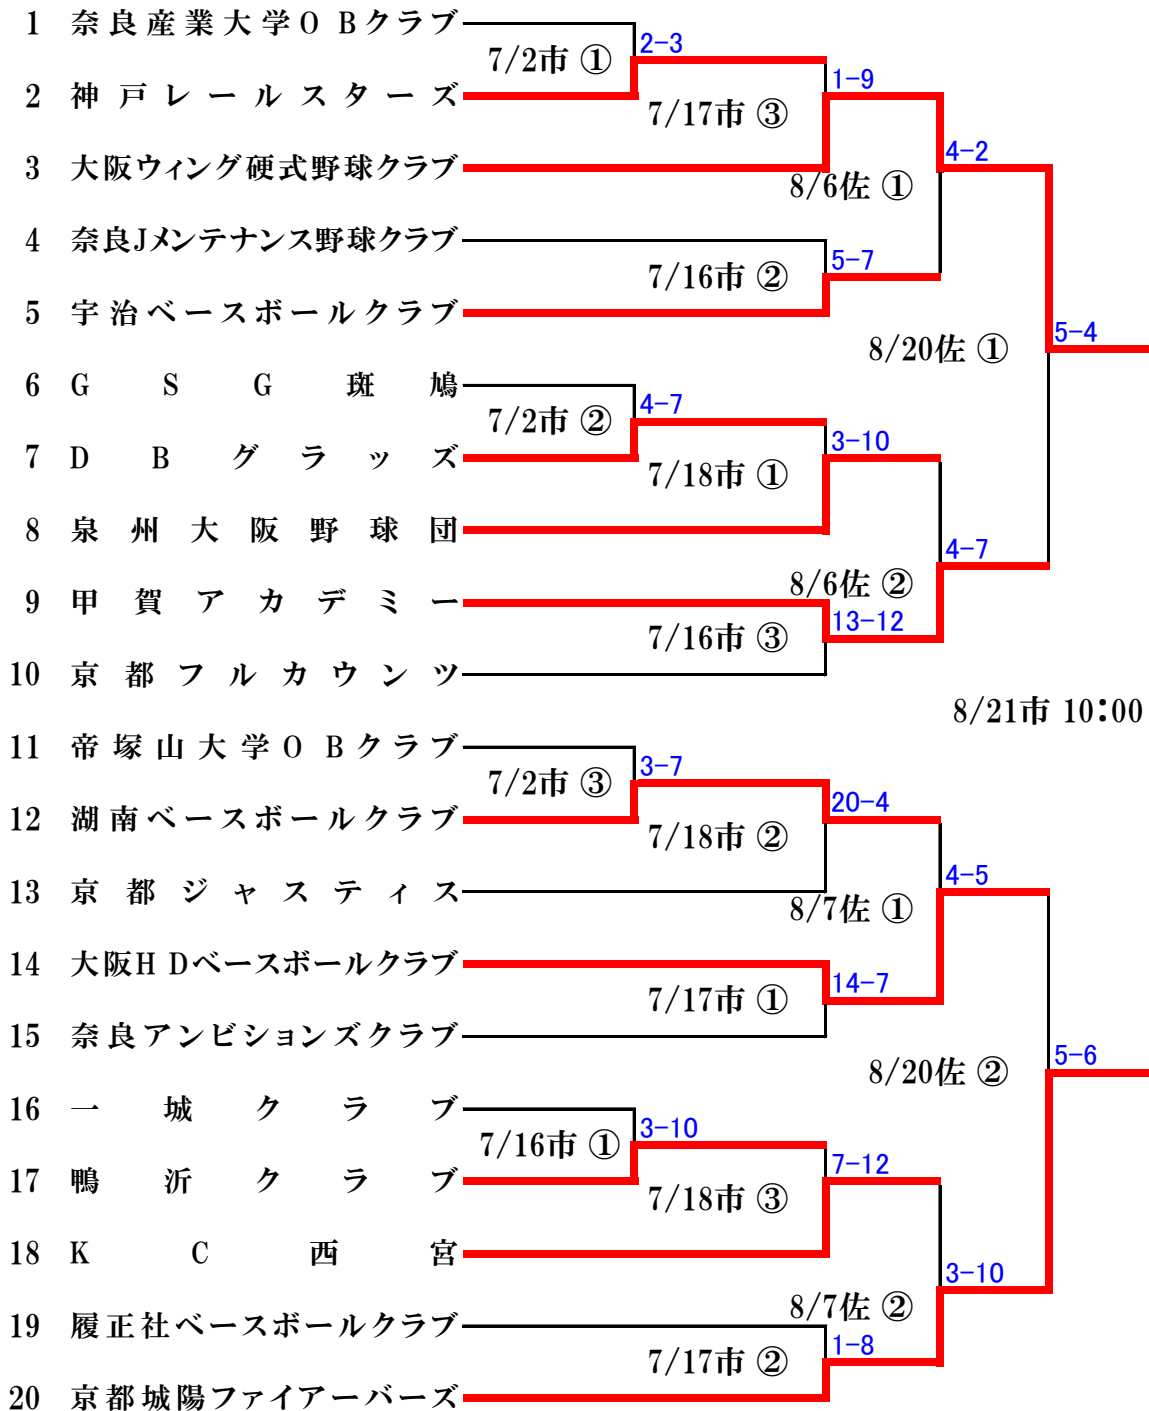 1 奈良産業大学OBクラブ
2-3
7/2市 ①
1-9
2 神戸レールスターズ
7/17市 ③
4-2
3 大阪ウィング硬式野球クラブ
8/6佐 ①
4 奈良Jメンテナンス野球クラブ
5-7
7/16市 ②
5 宇治ベースボールクラブ
5-4
8/20佐 ①
6 GSG斑鳩
4-7
7/2市 ②
3-10
7 DBグラッズ
7/18市 ①
8 泉州大阪野球団
4-7
8/6佐 ②
9 甲賀アカデミー
13-12
7/16市 ③
10 京都フルカウンツ
8/21市 10:00
11 帝塚山大学OBクラブ
3-7
7/2市 ③
20-4
12 湖南ベースボールクラブ
7/18市 ②
4-5
13 京都ジャスティス
8/7佐 ①
14 大阪HDベースボールクラブ
14-7
7/17市 ①
15 奈良アンビションズクラブ
5-6
8/20佐 ②
16 一城クラブ
3-10
7/16市 ①
7-12
17 鴨沂クラブ
7/18市 ③
18 KC西宮
3-10
8/7佐 ②
19 履正社ベースボールクラブ
1-8
7/17市 ②
20 京都城陽ファイアーバーズ